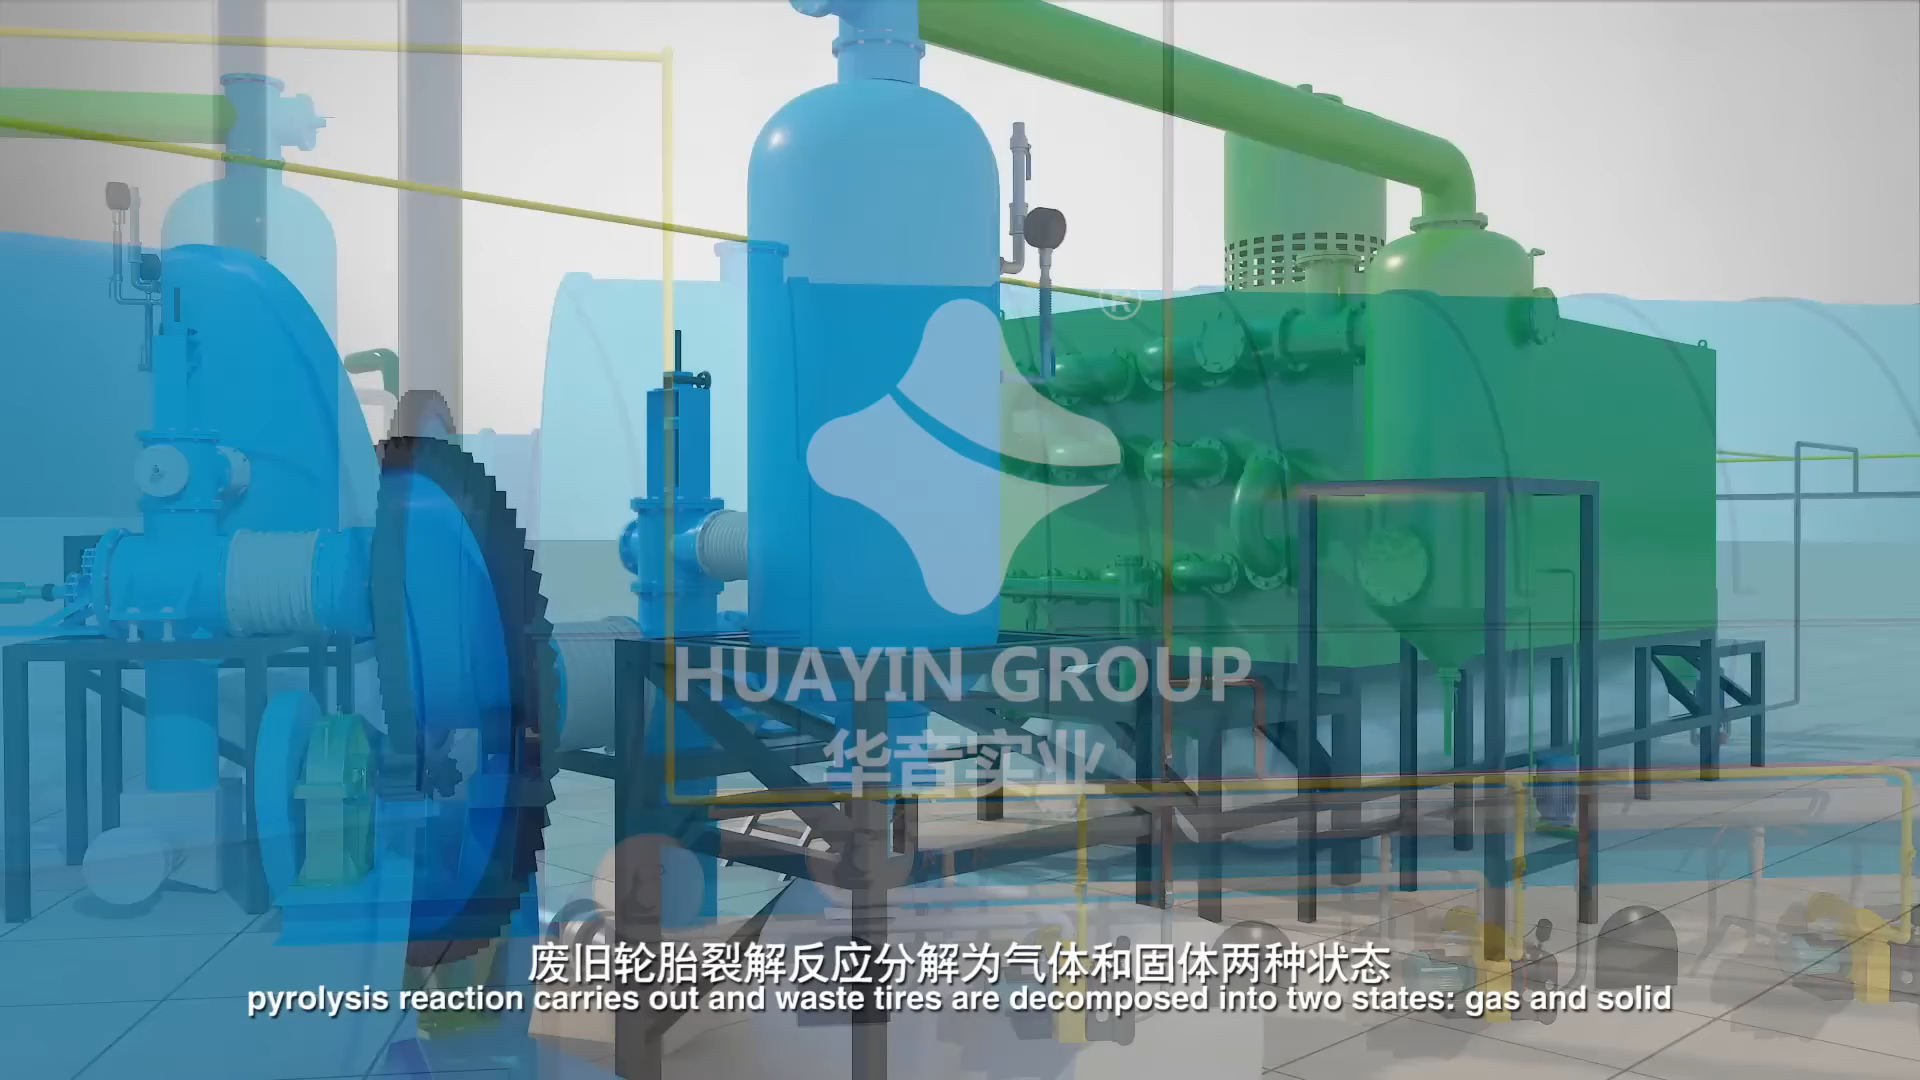 ®
HUAYIN GROUP
华音实业
废旧轮胎裂解反应分解为气体和固体两种状态
pyrolysis reaction carries out and waste tires are decomposed into two states: gas and solid